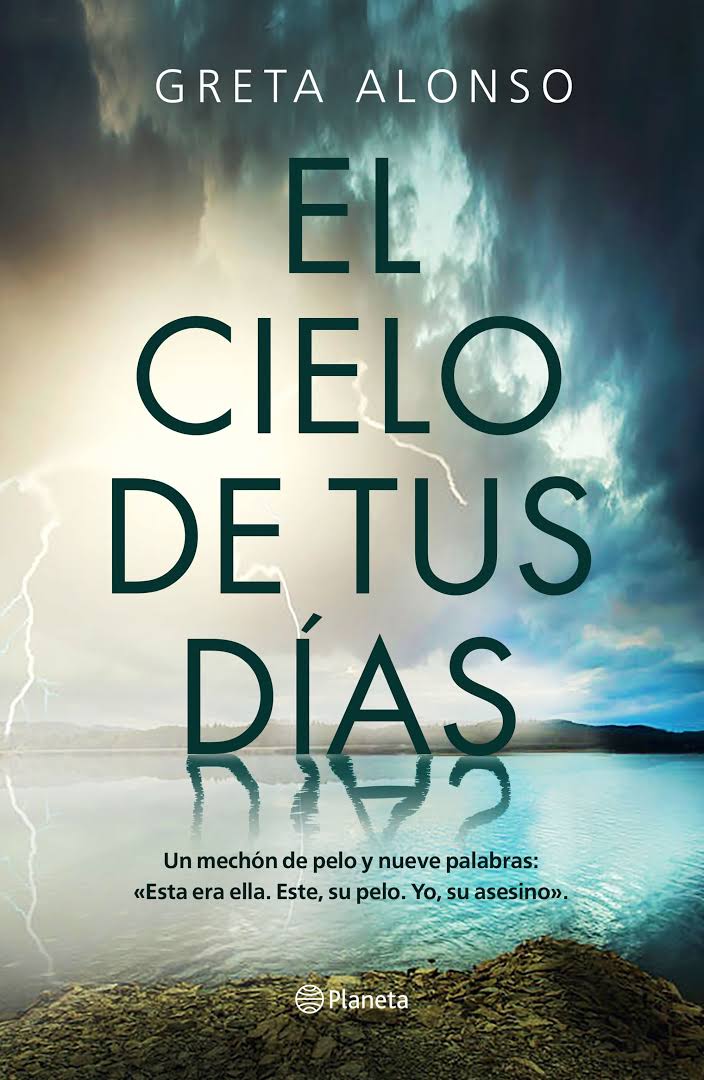 GRETA ALONSO
EL
CIELO
DE TUS
DÍAS
Un mechón de pelo y nueve palabras:
«Esta era ella. Este, su pelo. Yo, su asesino».
Planeta